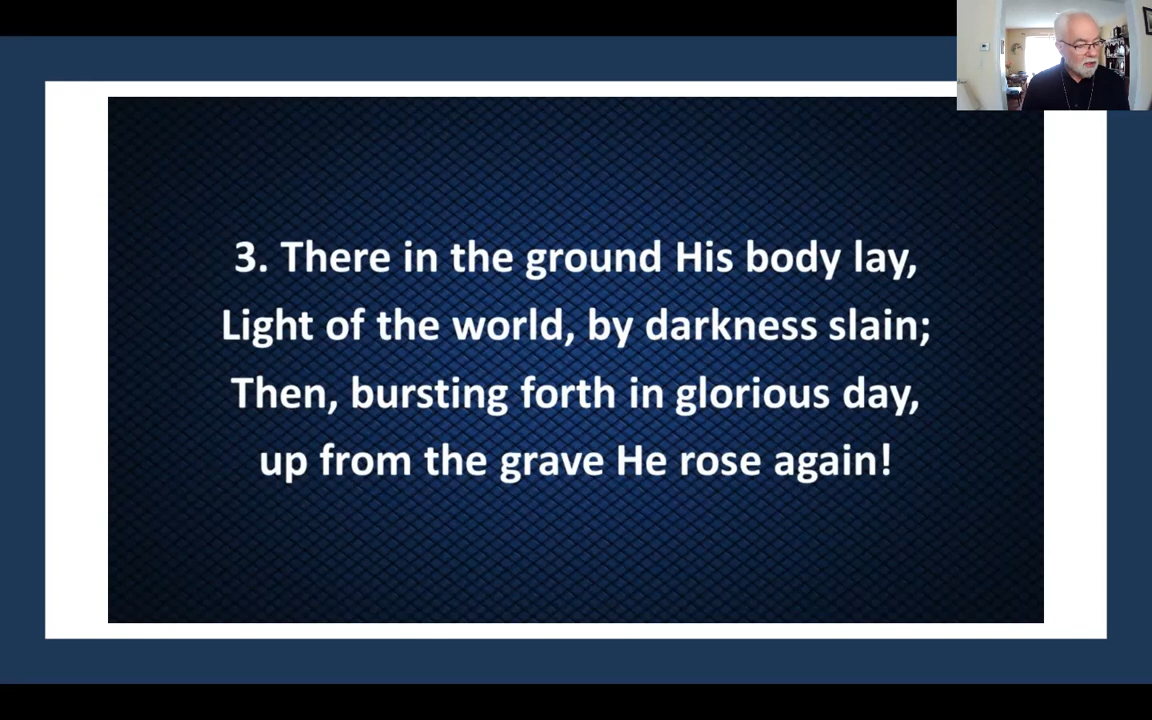 3. There in the ground His body lay,
Light of the world, by darkness slain;
Then, bursting forth in glorious day,
up from the grave He rose again!